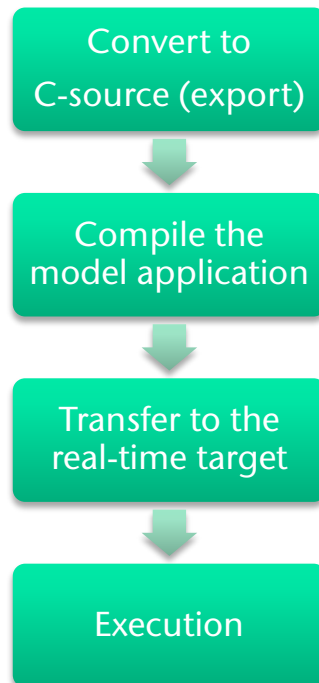 Convert to
C-source (export)
Compile the
model application
Transfer to the
real-time target
Execution